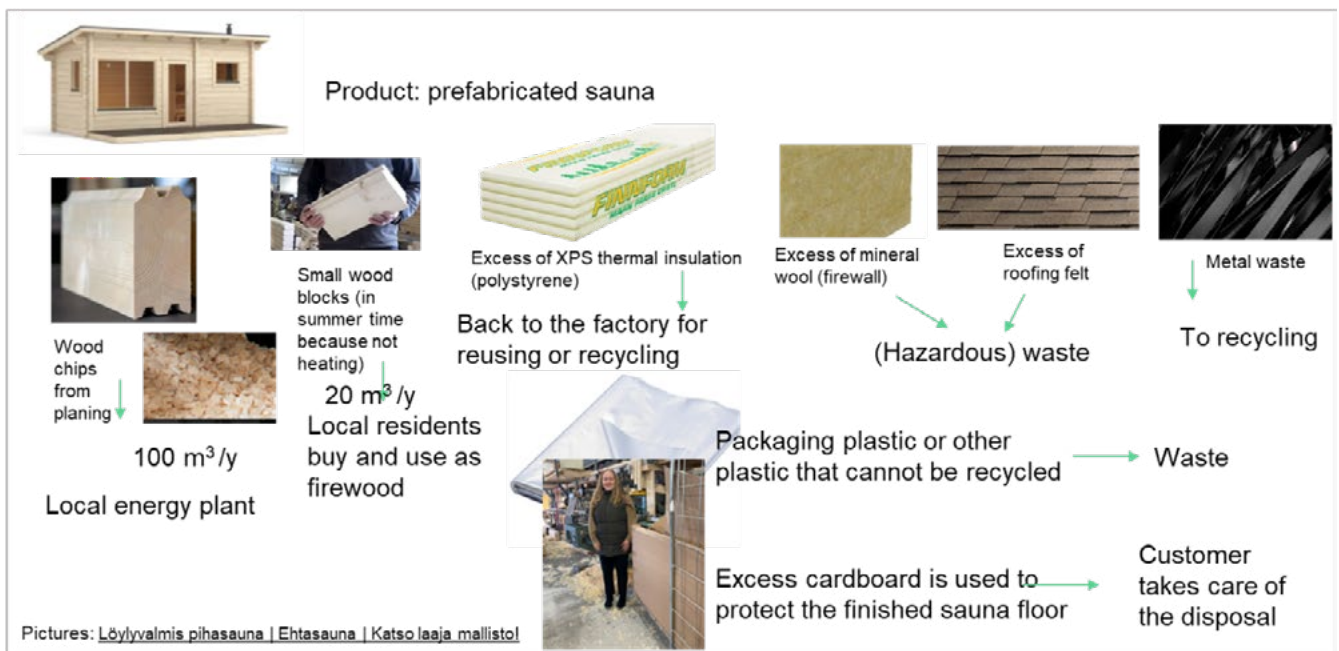 Product: prefabricated sauna
FINNFOAM
FINNFOAM
Wood
chips
from
planing
100 m³/y
Local energy plant
Small wood
blocks (in
summer time
because not
heating)
20 m³/y
Local residents
buy and use as
firewood
Excess of XPS thermal insulation
(polystyrene)
Back to the factory for
reusing or recycling
Excess of mineral
wool (firewall)
Excess of
roofing felt
(Hazardous) waste
Metal waste
To recycling
Packaging plastic or other
plastic that cannot be recycled
Waste
Excess cardboard is used to
protect the finished sauna floor
Customer
takes care of
the disposal
Pictures: Löylyvalmis pihasauna | Ehtasauna | Katso laaja mallisto!